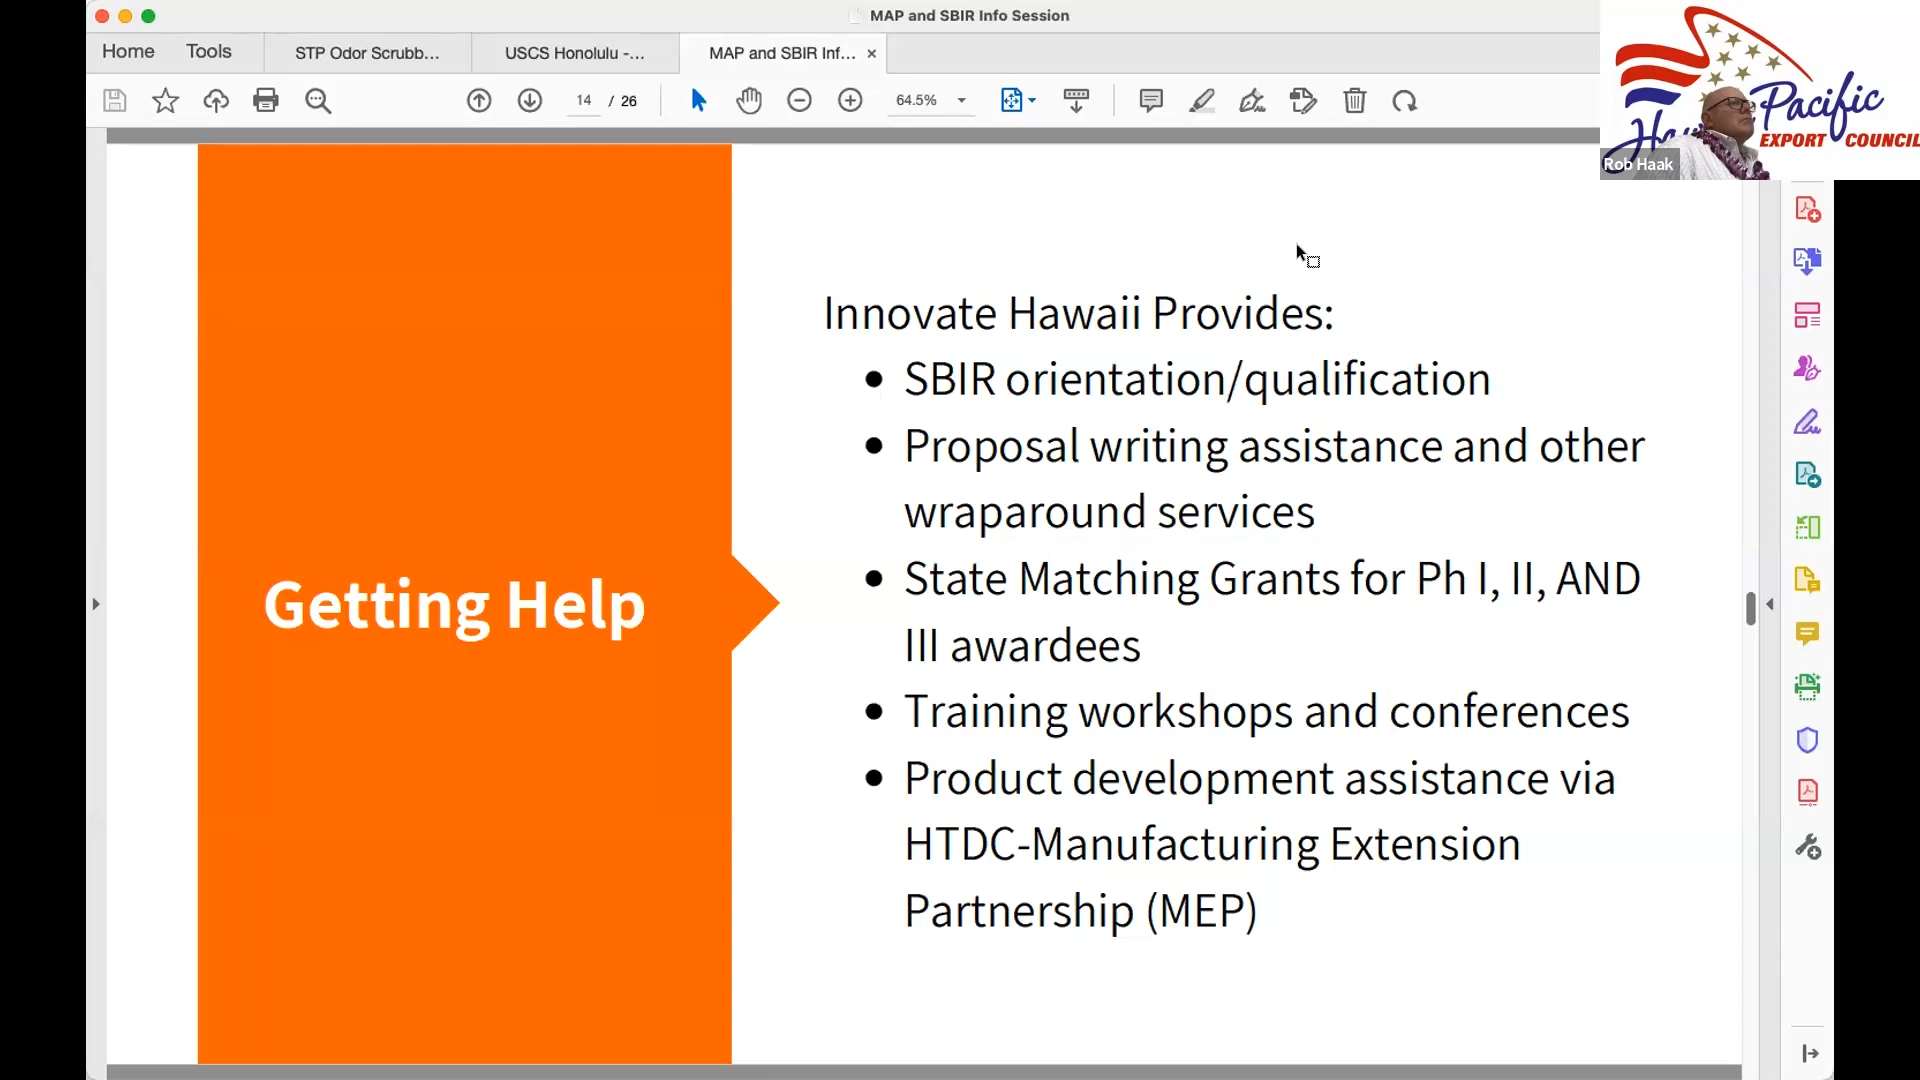 MAP and SBIR Info Session
Home Tools STP Odor Scrubb... USCS Honolulu -... MAP and SBIR Inf... ×
14 / 26 64.5%
Pacific
EXPORT COUNCIL
Rob Haak
Getting Help
Innovate Hawaii Provides:
• SBIR orientation/qualification
• Proposal writing assistance and other
wraparound services
• State Matching Grants for Ph I, II, AND
III awardees
• Training workshops and conferences
• Product development assistance via
HTDC-Manufacturing Extension
Partnership (MEP)